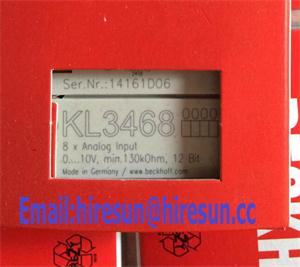 Ser.Nr.:14161D06
KL3468
0000
8 x Analog Input
0...10V, min.130kOhm, 12 Bit
Made in Germany / www.beckhoff.com
Email:hiresun@hiresun.cc